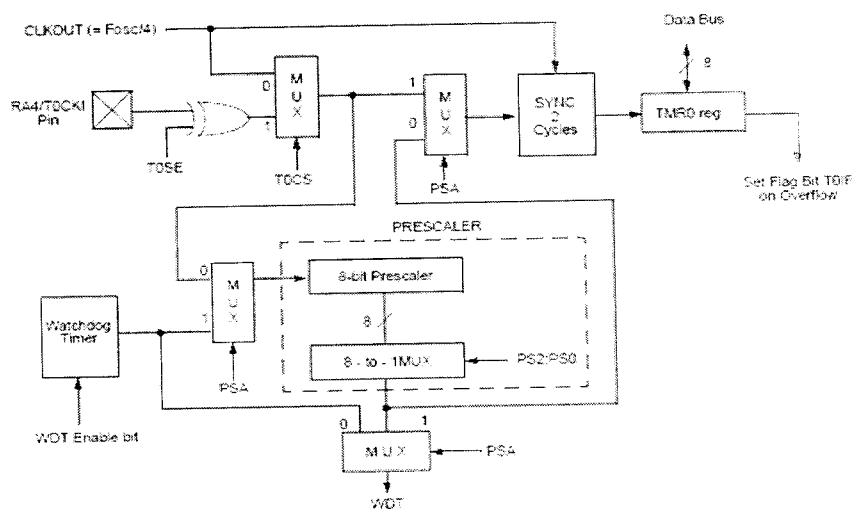 CLKOUT (= Fosc/4)
Data Bus
8
0
M
U
X
1
RA4/T0CKI
Pin
T0SE
T0CS
1
M
U
X
0
PSA
SYNC
2
Cycles
TMR0 reg
Set Flag Bit T0IF
on Overflow
PRESCALER
0
M
U
X
1
PSA
8-bit Prescaler
8
8 - to - 1MUX
PS2:PS0
Watchdog
Timer
WDT Enable bit
0
1
M U X
PSA
WDT